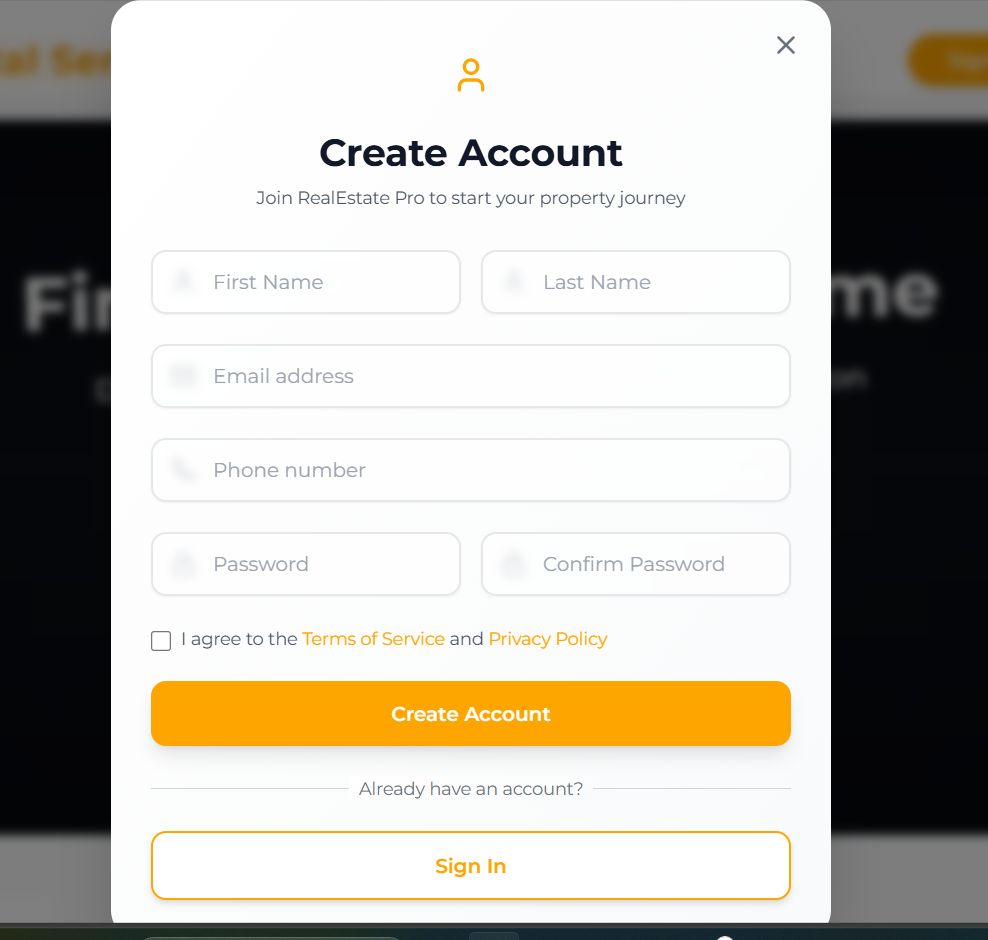 Create Account
Join RealEstate Pro to start your property journey
First Name
Last Name
Email address
Phone number
Password
Confirm Password
I agree to the Terms of Service and Privacy Policy
Create Account
Already have an account?
Sign In